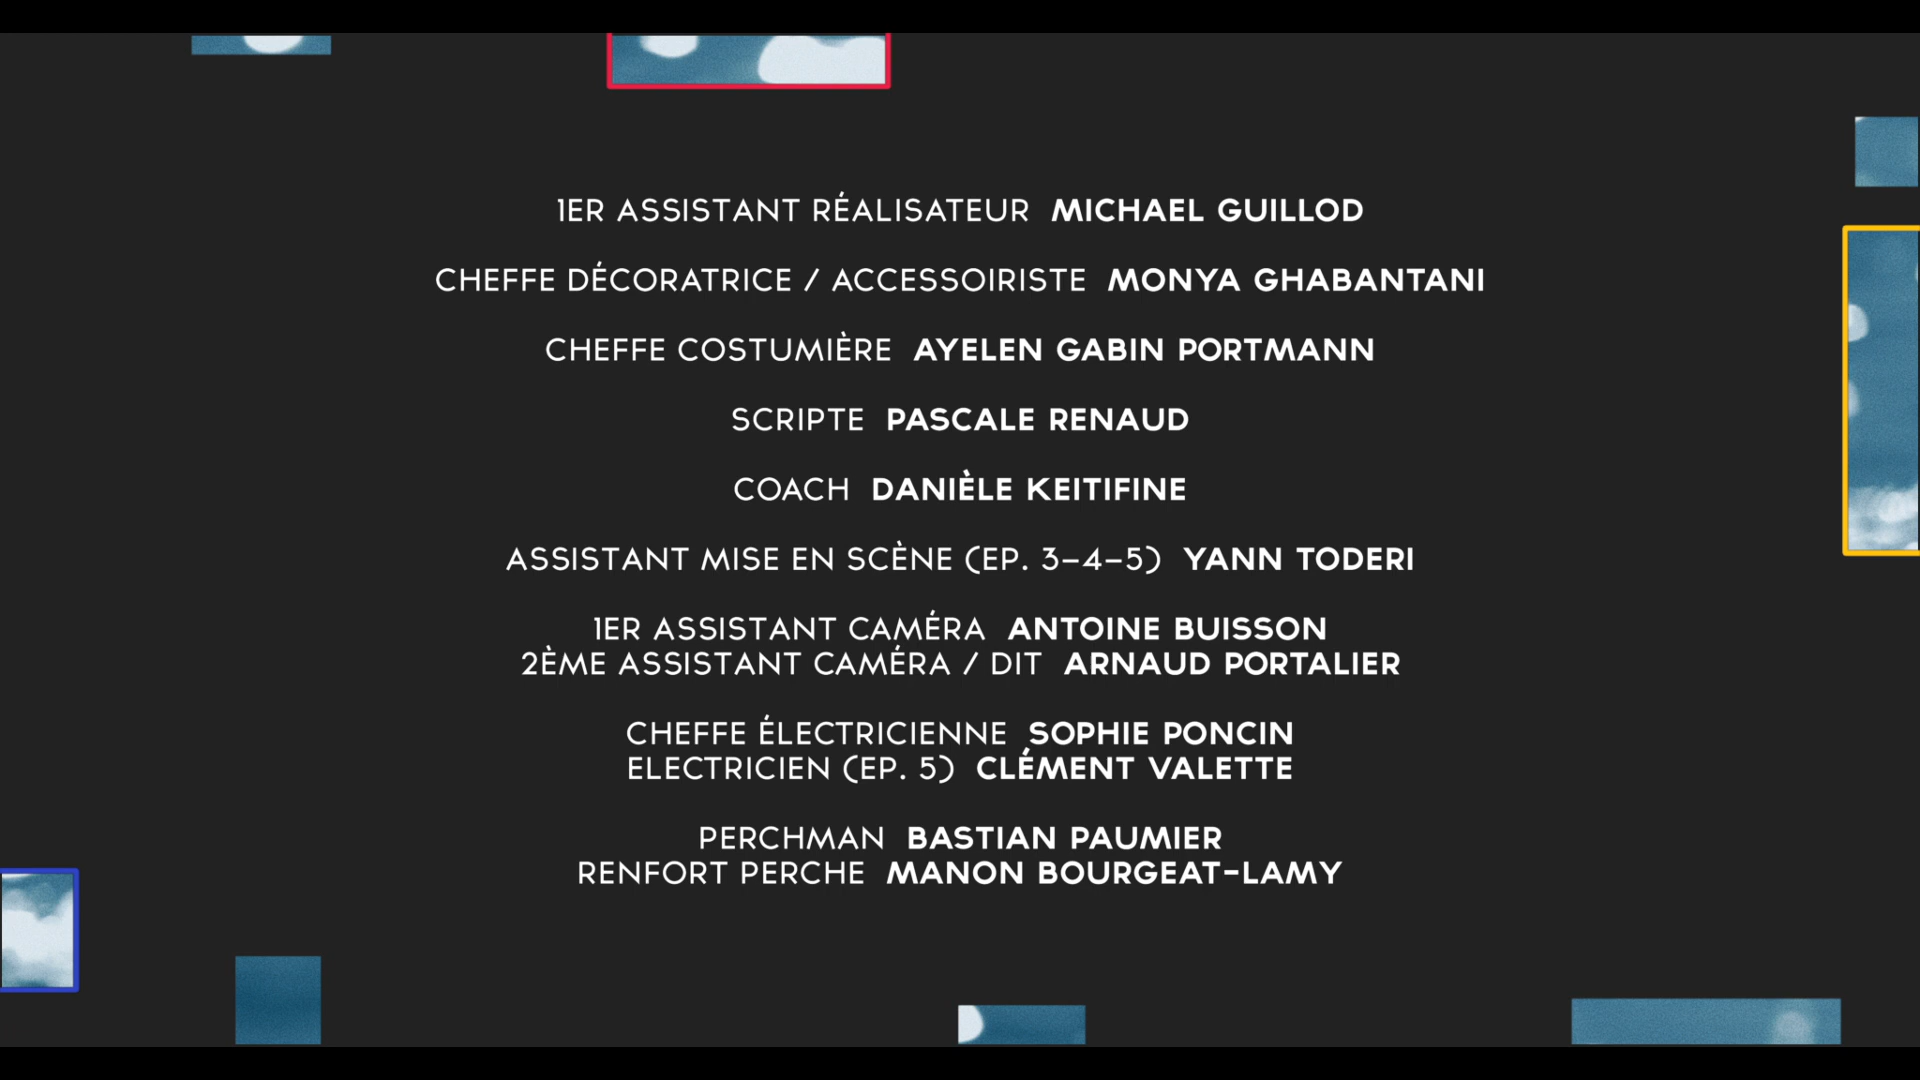 1ER ASSISTANT RÉALISATEUR MICHAEL GUILLOD
CHEFFE DÉCORATRICE / ACCESSOIRISTE MONYA GHABANTANI
CHEFFE COSTUMIÈRE AYELEN GABIN PORTMANN
SCRIPTE PASCALE RENAUD
COACH DANIÈLE KEITIFINE
ASSISTANT MISE EN SCÈNE (EP. 3–4–5) YANN TODERI
1ER ASSISTANT CAMÉRA ANTOINE BUISSON
2ÈME ASSISTANT CAMÉRA / DIT ARNAUD PORTALIER
CHEFFE ÉLECTRICIENNE SOPHIE PONCIN
ELECTRICIEN (EP. 5) CLÉMENT VALETTE
PERCHMAN BASTIAN PAUMIER
RENFORT PERCHE MANON BOURGEAT-LAMY